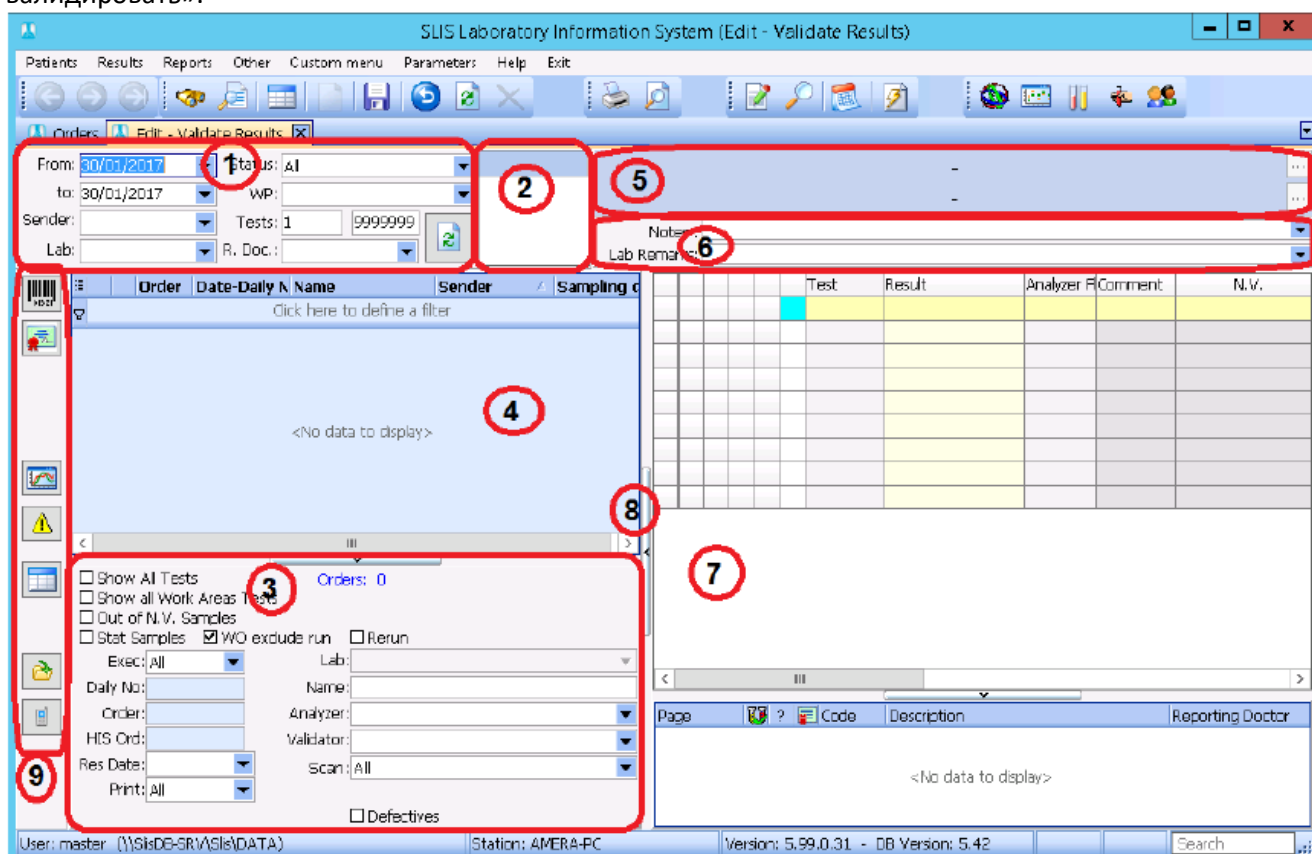 валидировать».
SLIS Laboratory Information System (Edit - Validate Results)
Patients Results Reports Other Custom menu Parameters Help Exit
Orders Edit - Validate Results
From: 30/01/2017 1 Status: All 2 5 -
to: 30/01/2017 WP: -
Sender: Tests: 1 9999999 Notes:
Lab: R. Doc.: Lab Remarks: 6
Order Date-Daily N Name Sender Sampling d Test Result Analyzer F Comment N.V.
Click here to define a filter
4
<No data to display>
8
7
Show All Tests 3 Orders: 0
Show all Work Areas Tests
Out of N.V. Samples
Stat Samples WO exclude run Rerun
Exec: All Lab:
Daily No: Name:
Order: Analyzer: Page ? Code Description Reporting Doctor
HIS Ord: Validator:
Res Date: Scan: All
9 <No data to display>
Print: All
Defectives
User: master (\\SlisDB-SRV\Slis\DATA) Station: AMERA-PC Version: 5.99.0.31 - DB Version: 5.42 Search